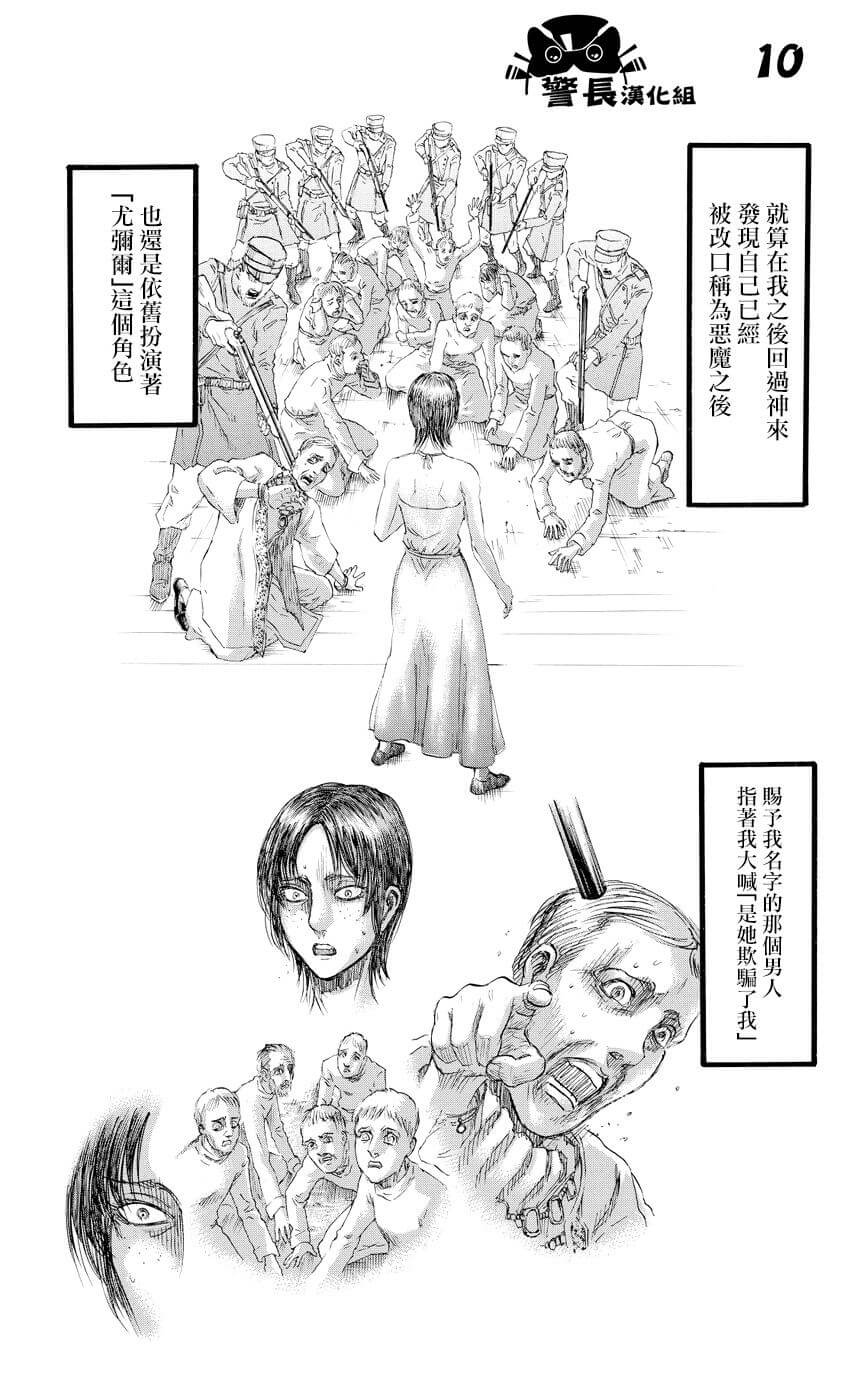 警長漢化組
10
就算在我之後回過神來
發現自己已經
被改口稱為惡魔之後
也還是依舊扮演著
「尤彌爾」這個角色
賜予我名字的那個男人
指著我大喊「是她欺騙了我」